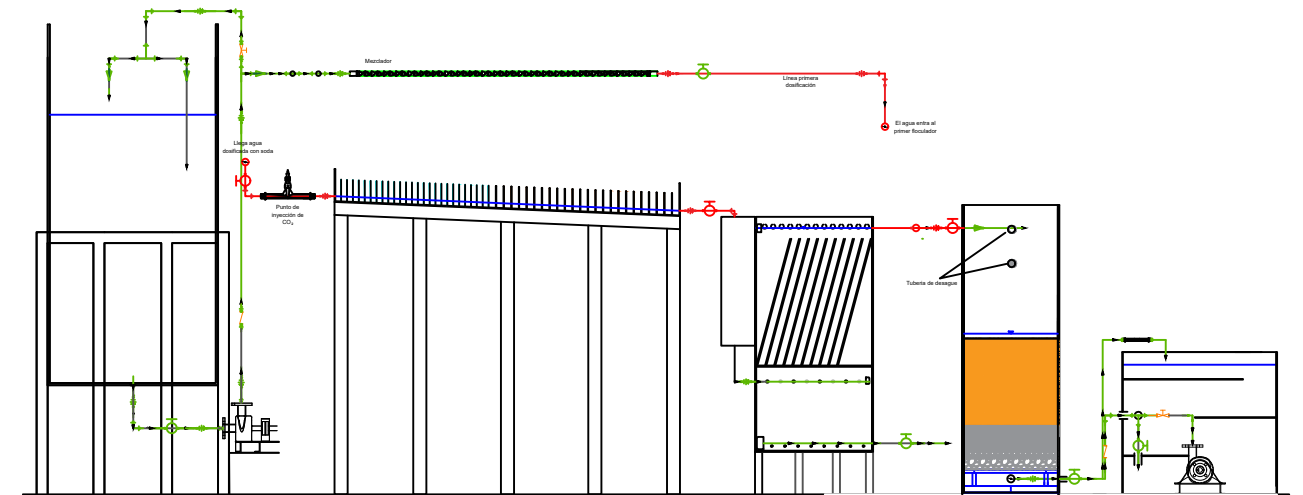 Mezclador
Línea primera
dosificación
El agua entra al
primer floculador
Llega agua
dosificada con soda
Punto de
inyección de
CO₂
Tubería de desague